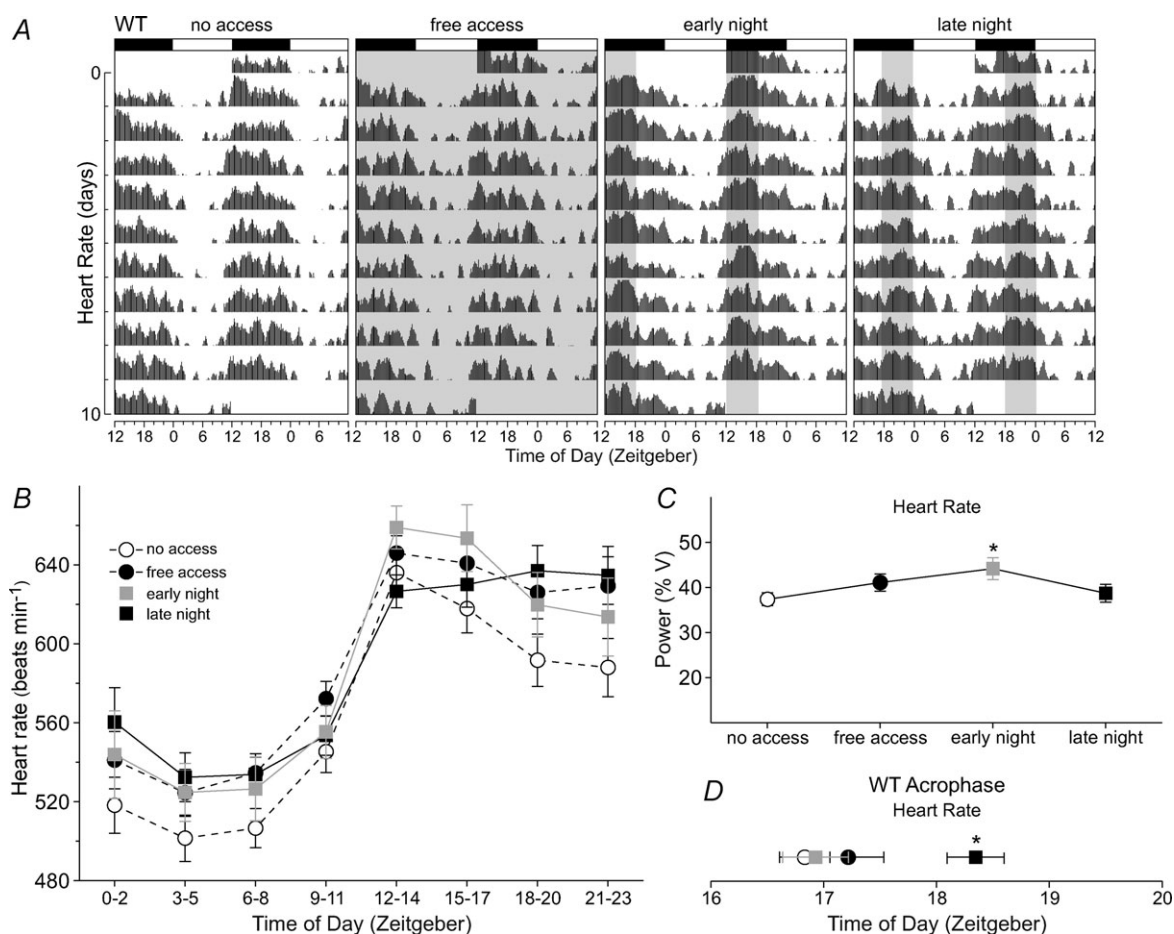 A WT no access free access early night late night
0
Heart Rate (days)
10
12 18 0 6 12 18 0 6 12 18 0 6 12 18 0 6 12 18 0 6 12 18 0 6 12 18 0 6 12 18 0 6 12
Time of Day (Zeitgeber)
B
no access
free access
early night
late night
640
600
560
520
480
Heart rate (beats min⁻¹)
0-2 3-5 6-8 9-11 12-14 15-17 18-20 21-23
Time of Day (Zeitgeber)
C
Heart Rate
50
40
30
20
Power (% V)
*
no access free access early night late night
D WT Acrophase
Heart Rate
*
16 17 18 19 20
Time of Day (Zeitgeber)